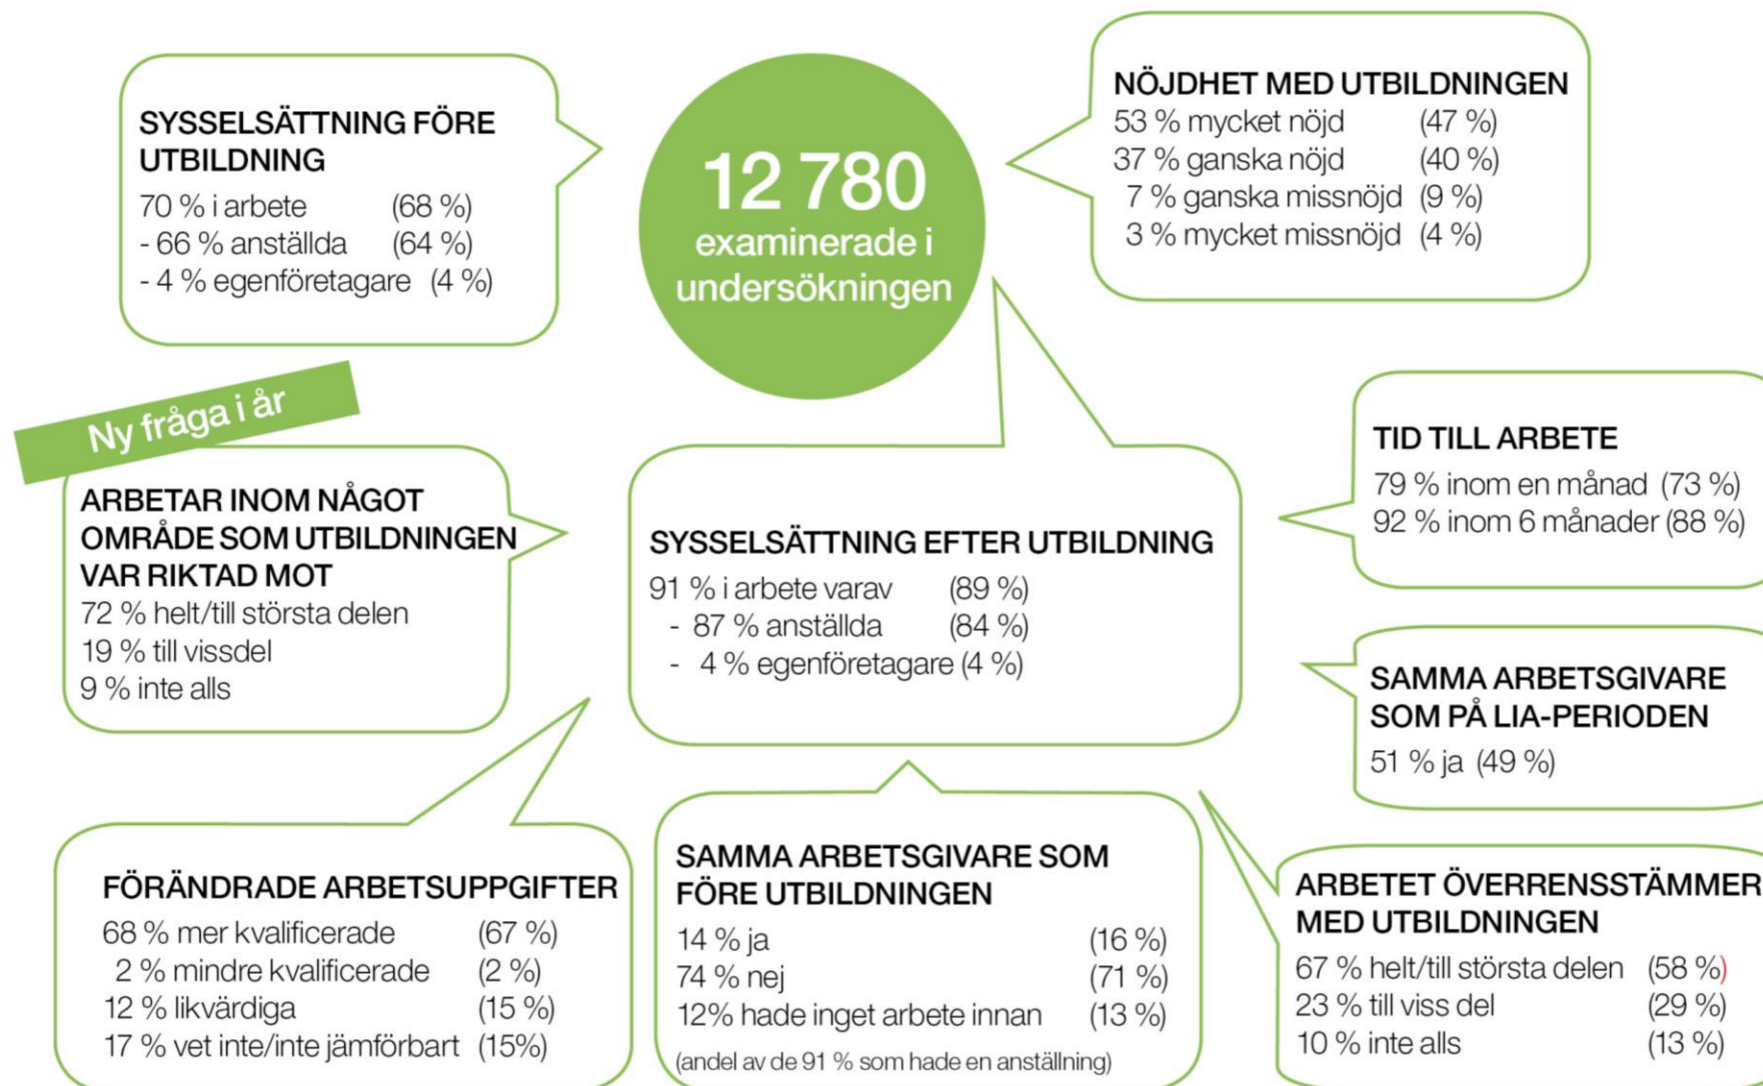 SYSSELSÄTTNING FÖRE
UTBILDNING
70 % i arbete (68 %)
- 66 % anställda (64 %)
- 4 % egenföretagare (4 %)
12 780
examinerade i
undersökningen
NÖJDHET MED UTBILDNINGEN
53 % mycket nöjd (47 %)
37 % ganska nöjd (40 %)
7 % ganska missnöjd (9 %)
3 % mycket missnöjd (4 %)
Ny fråga i år
ARBETAR INOM NÅGOT
OMRÅDE SOM UTBILDNINGEN
VAR RIKTAD MOT
72 % helt/till största delen
19 % till vissdel
9 % inte alls
SYSSELSÄTTNING EFTER UTBILDNING
91 % i arbete varav (89 %)
- 87 % anställda (84 %)
- 4 % egenföretagare (4 %)
TID TILL ARBETE
79 % inom en månad (73 %)
92 % inom 6 månader (88 %)
SAMMA ARBETSGIVARE
SOM PÅ LIA-PERIODEN
51 % ja (49 %)
FÖRÄNDRADE ARBETSUPPGIFTER
68 % mer kvalificerade (67 %)
2 % mindre kvalificerade (2 %)
12 % likvärdiga (15 %)
17 % vet inte/inte jämförbart (15%)
SAMMA ARBETSGIVARE SOM
FÖRE UTBILDNINGEN
14 % ja (16 %)
74 % nej (71 %)
12% hade inget arbete innan (13 %)
(andel av de 91 % som hade en anställning)
ARBETET ÖVERRENSSTÄMMER
MED UTBILDNINGEN
67 % helt/till största delen (58 %)
23 % till viss del (29 %)
10 % inte alls (13 %)